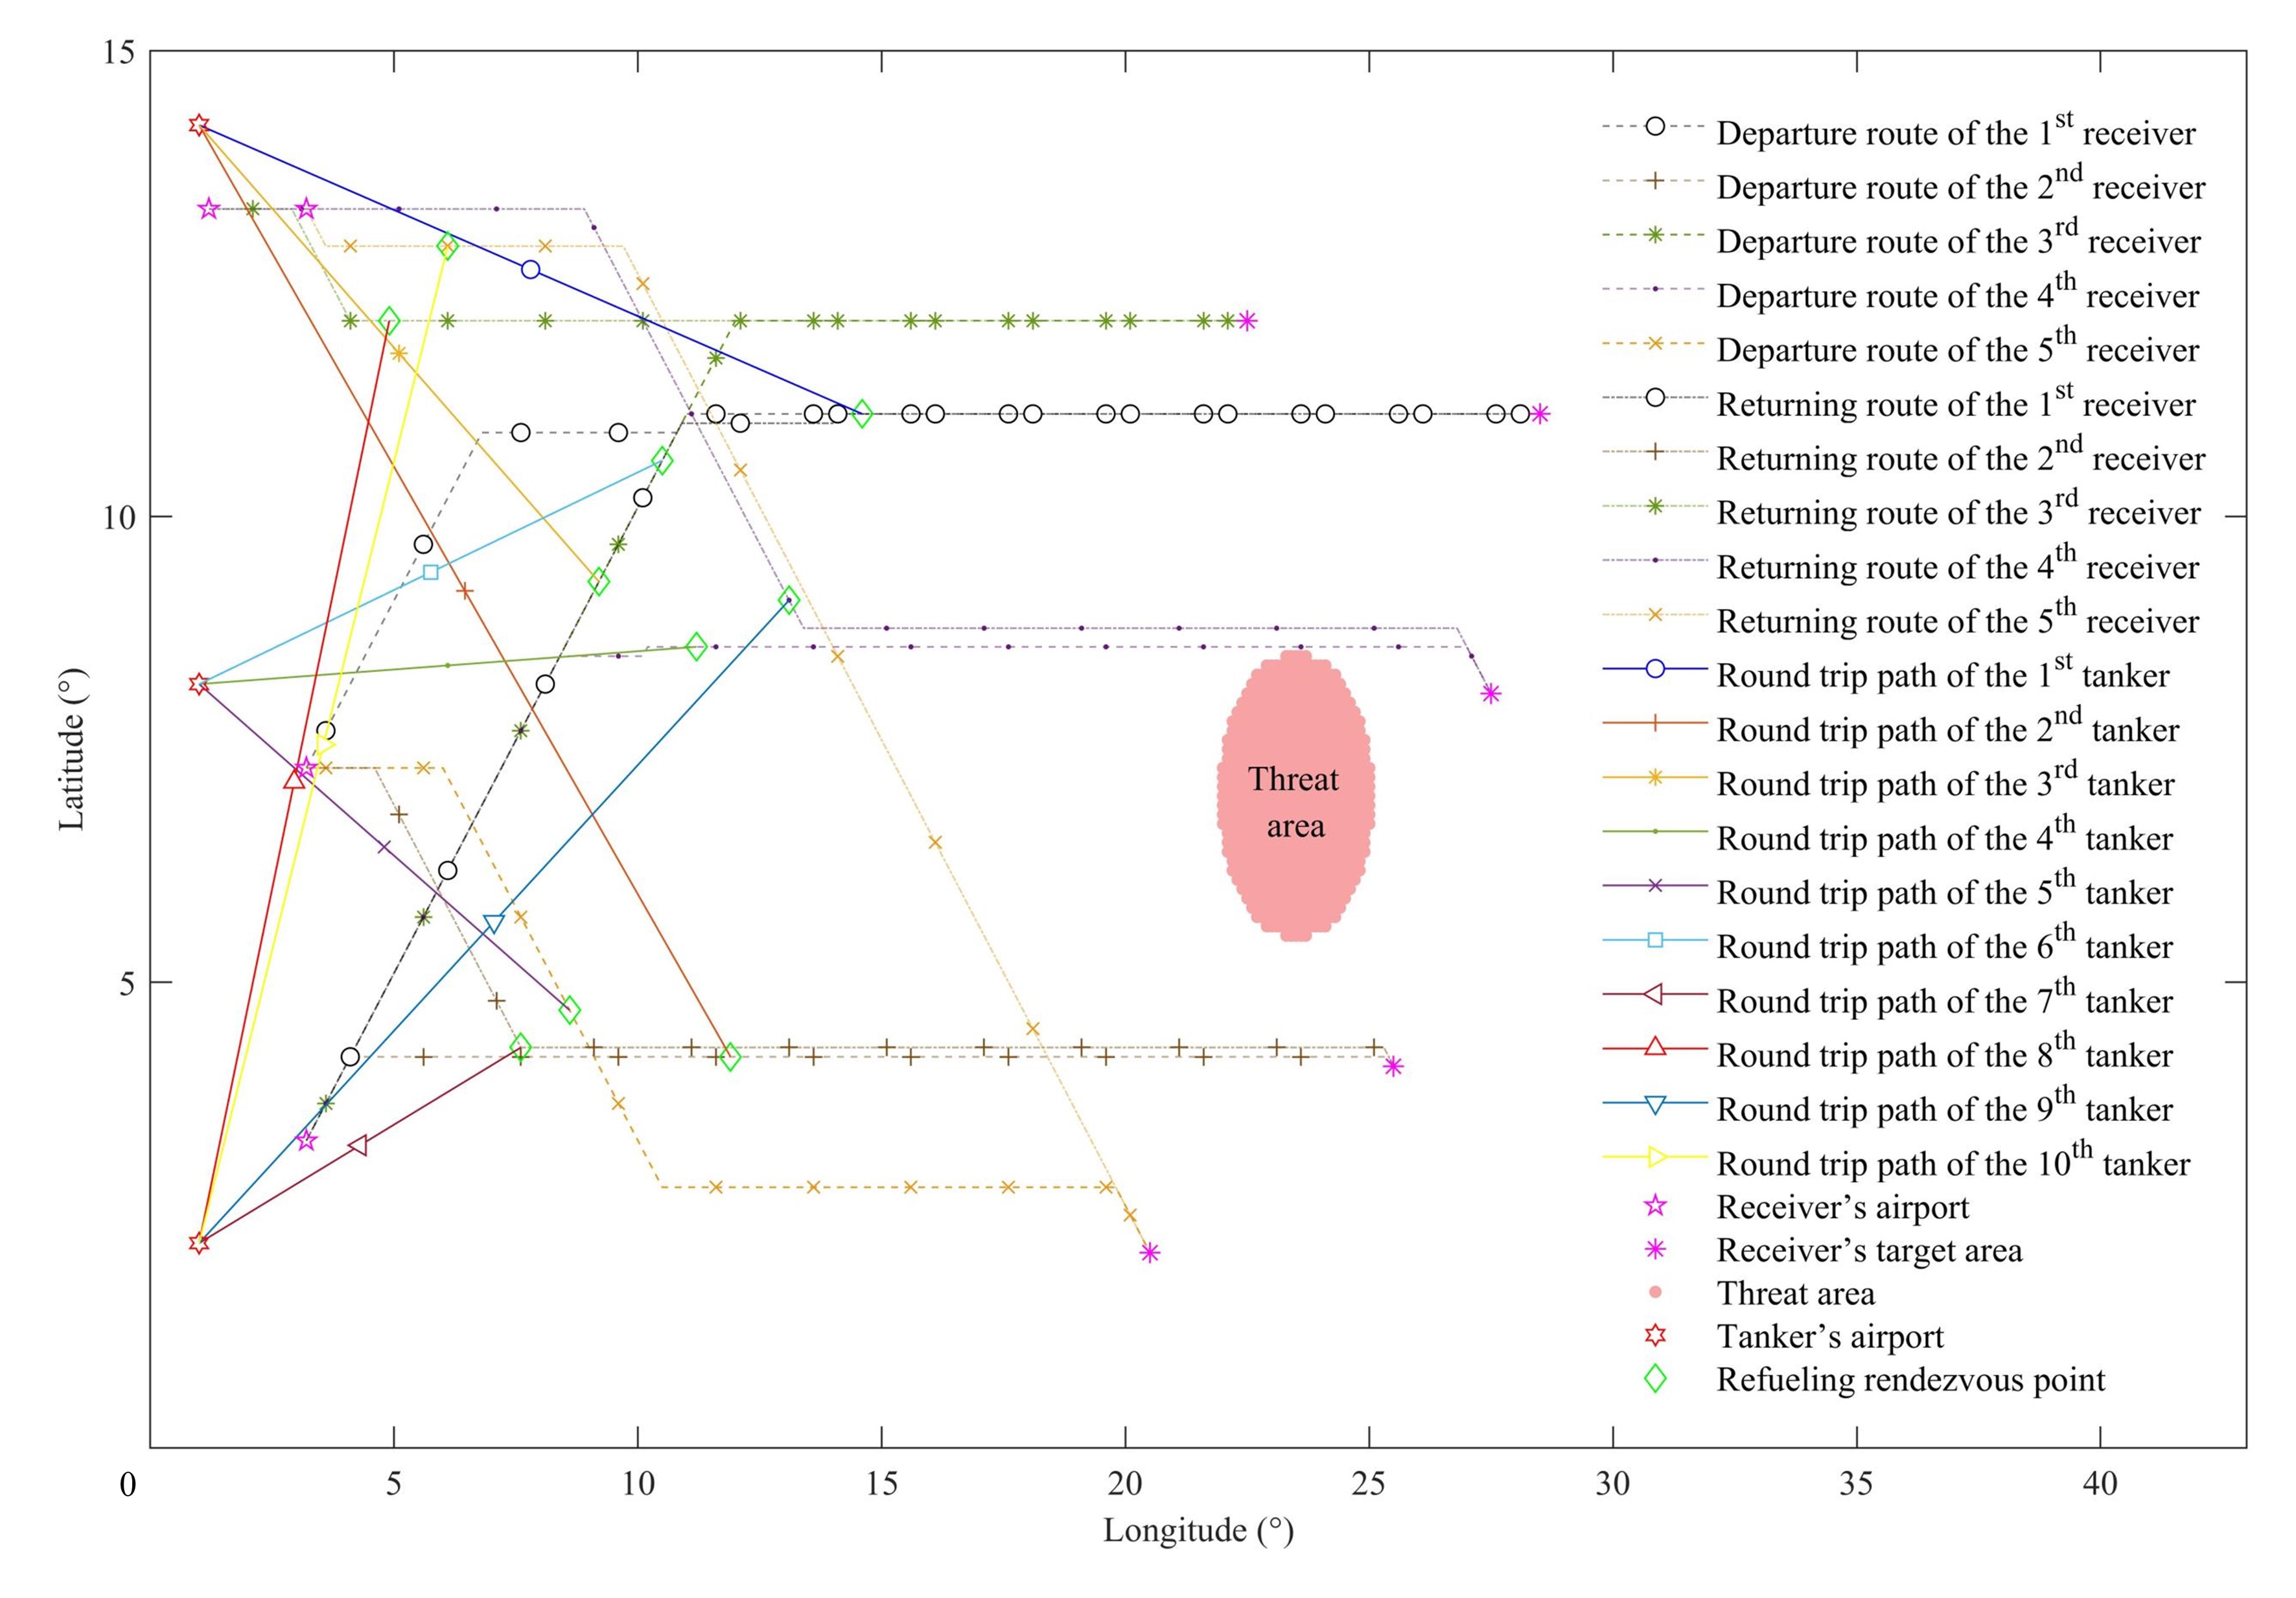 15
10
5
0
5
10
15
20
25
30
35
40
Latitude (°)
Longitude (°)
Threat
area
Departure route of the 1st receiver
Departure route of the 2nd receiver
Departure route of the 3rd receiver
Departure route of the 4th receiver
Departure route of the 5th receiver
Returning route of the 1st receiver
Returning route of the 2nd receiver
Returning route of the 3rd receiver
Returning route of the 4th receiver
Returning route of the 5th receiver
Round trip path of the 1st tanker
Round trip path of the 2nd tanker
Round trip path of the 3rd tanker
Round trip path of the 4th tanker
Round trip path of the 5th tanker
Round trip path of the 6th tanker
Round trip path of the 7th tanker
Round trip path of the 8th tanker
Round trip path of the 9th tanker
Round trip path of the 10th tanker
Receiver’s airport
Receiver’s target area
Threat area
Tanker’s airport
Refueling rendezvous point